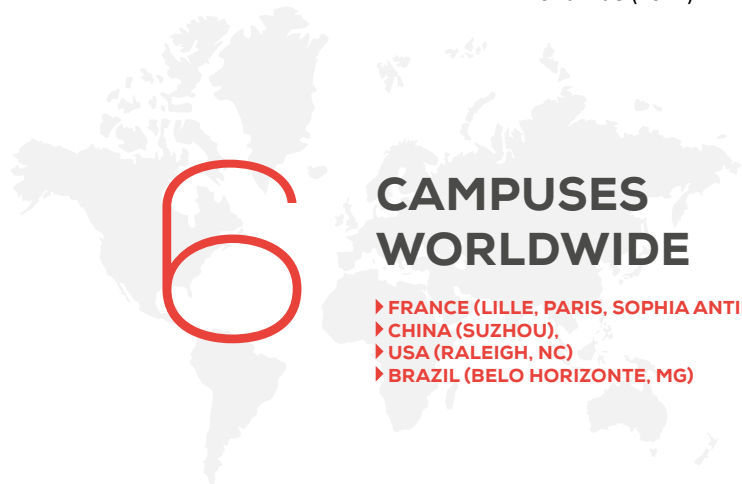 6
CAMPUSES
WORLDWIDE
FRANCE (LILLE, PARIS, SOPHIA ANTI
CHINA (SUZHOU),
USA (RALEIGH, NC)
BRAZIL (BELO HORIZONTE, MG)